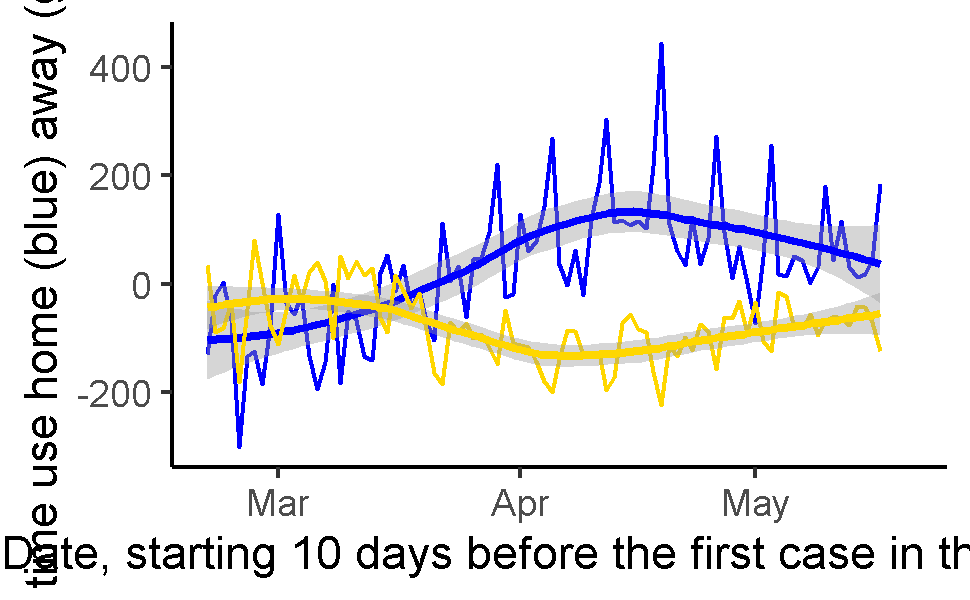 time use home (blue) away (
400
200
0
-200
Mar Apr May
Date, starting 10 days before the first case in th